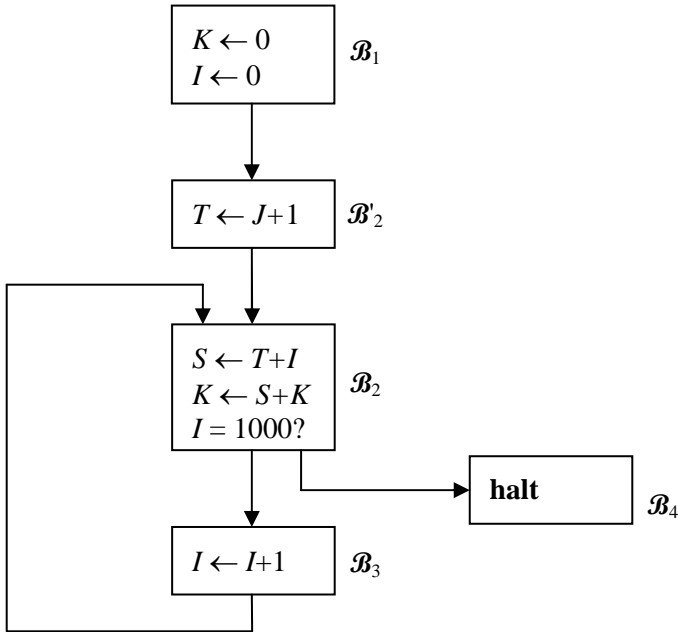 K ← 0
I ← 0
ℬ₁
T ← J+1
ℬ'₂
S ← T+I
K ← S+K
I = 1000?
ℬ₂
halt
ℬ₄
I ← I+1
ℬ₃